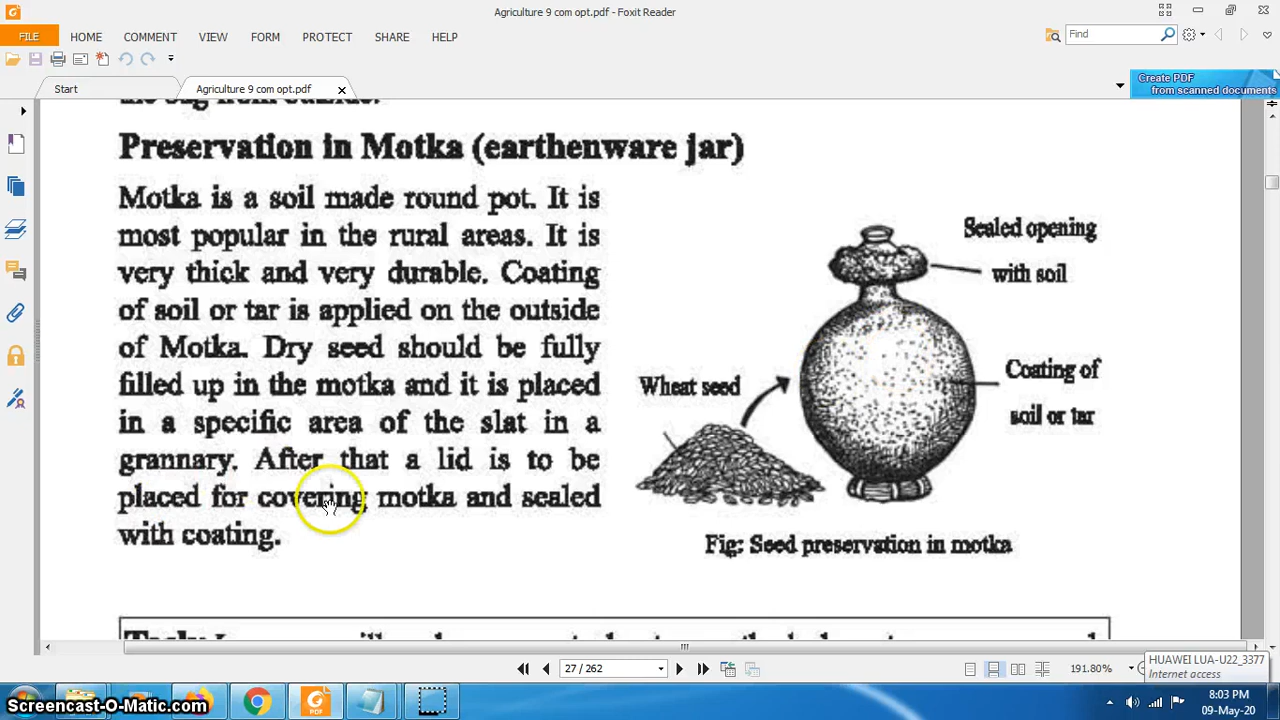 Agriculture 9 com opt.pdf - Foxit Reader
FILE HOME COMMENT VIEW FORM PROTECT SHARE HELP
Find
Start
Agriculture 9 com opt.pdf
Create PDF
from scanned documents
the bag from outside.
Preservation in Motka (earthenware jar)
Motka is a soil made round pot. It is
most popular in the rural areas. It is
very thick and very durable. Coating
of soil or tar is applied on the outside
of Motka. Dry seed should be fully
filled up in the motka and it is placed
in a specific area of the slat in a
grannary. After that a lid is to be
placed for covering motka and sealed
with coating.
Sealed opening
with soil
Wheat seed
Coating of
soil or tar
Fig: Seed preservation in motka
27 / 262
191.80%
HUAWEI LUA-U22_3377
Internet access
PDF
Screencast-O-Matic.com
8:03 PM
09-May-20